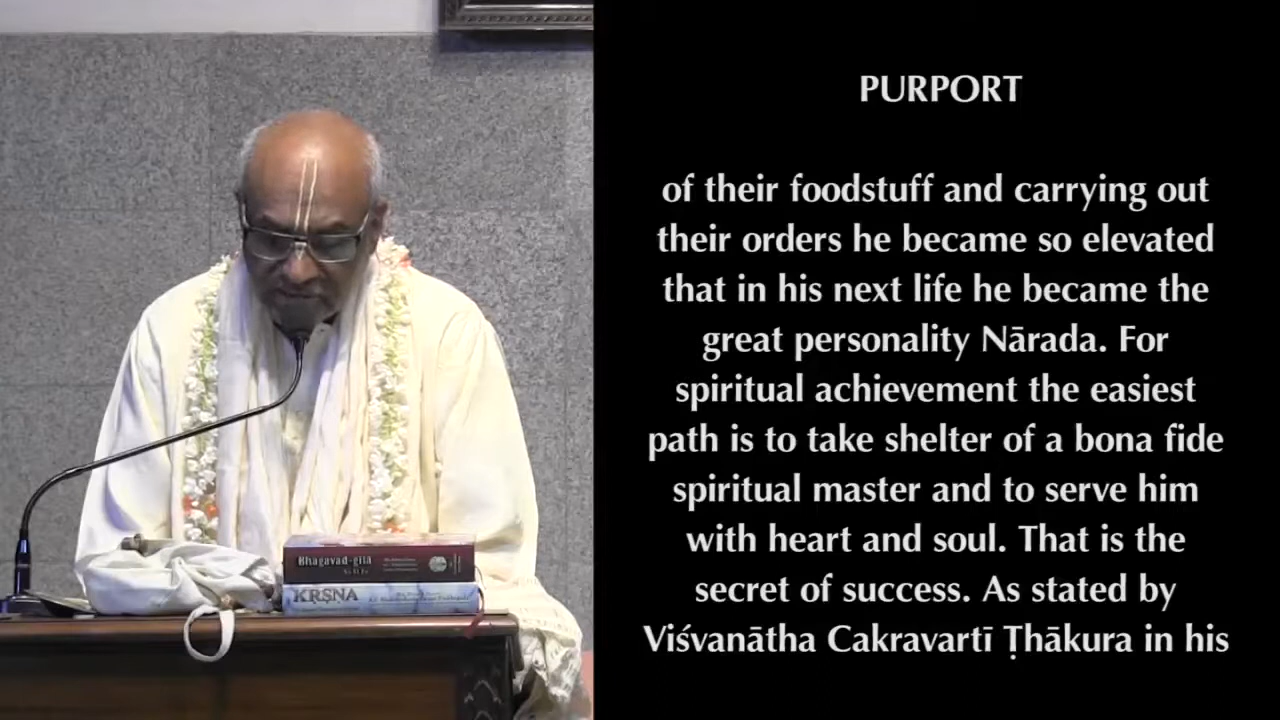 PURPORT
of their foodstuff and carrying out
their orders he became so elevated
that in his next life he became the
great personality Nārada. For
spiritual achievement the easiest
path is to take shelter of a bona fide
spiritual master and to serve him
with heart and soul. That is the
secret of success. As stated by
Viśvanātha Cakravartī Ṭhākura in his
Bhagavad-gītā
KṚṢṆA